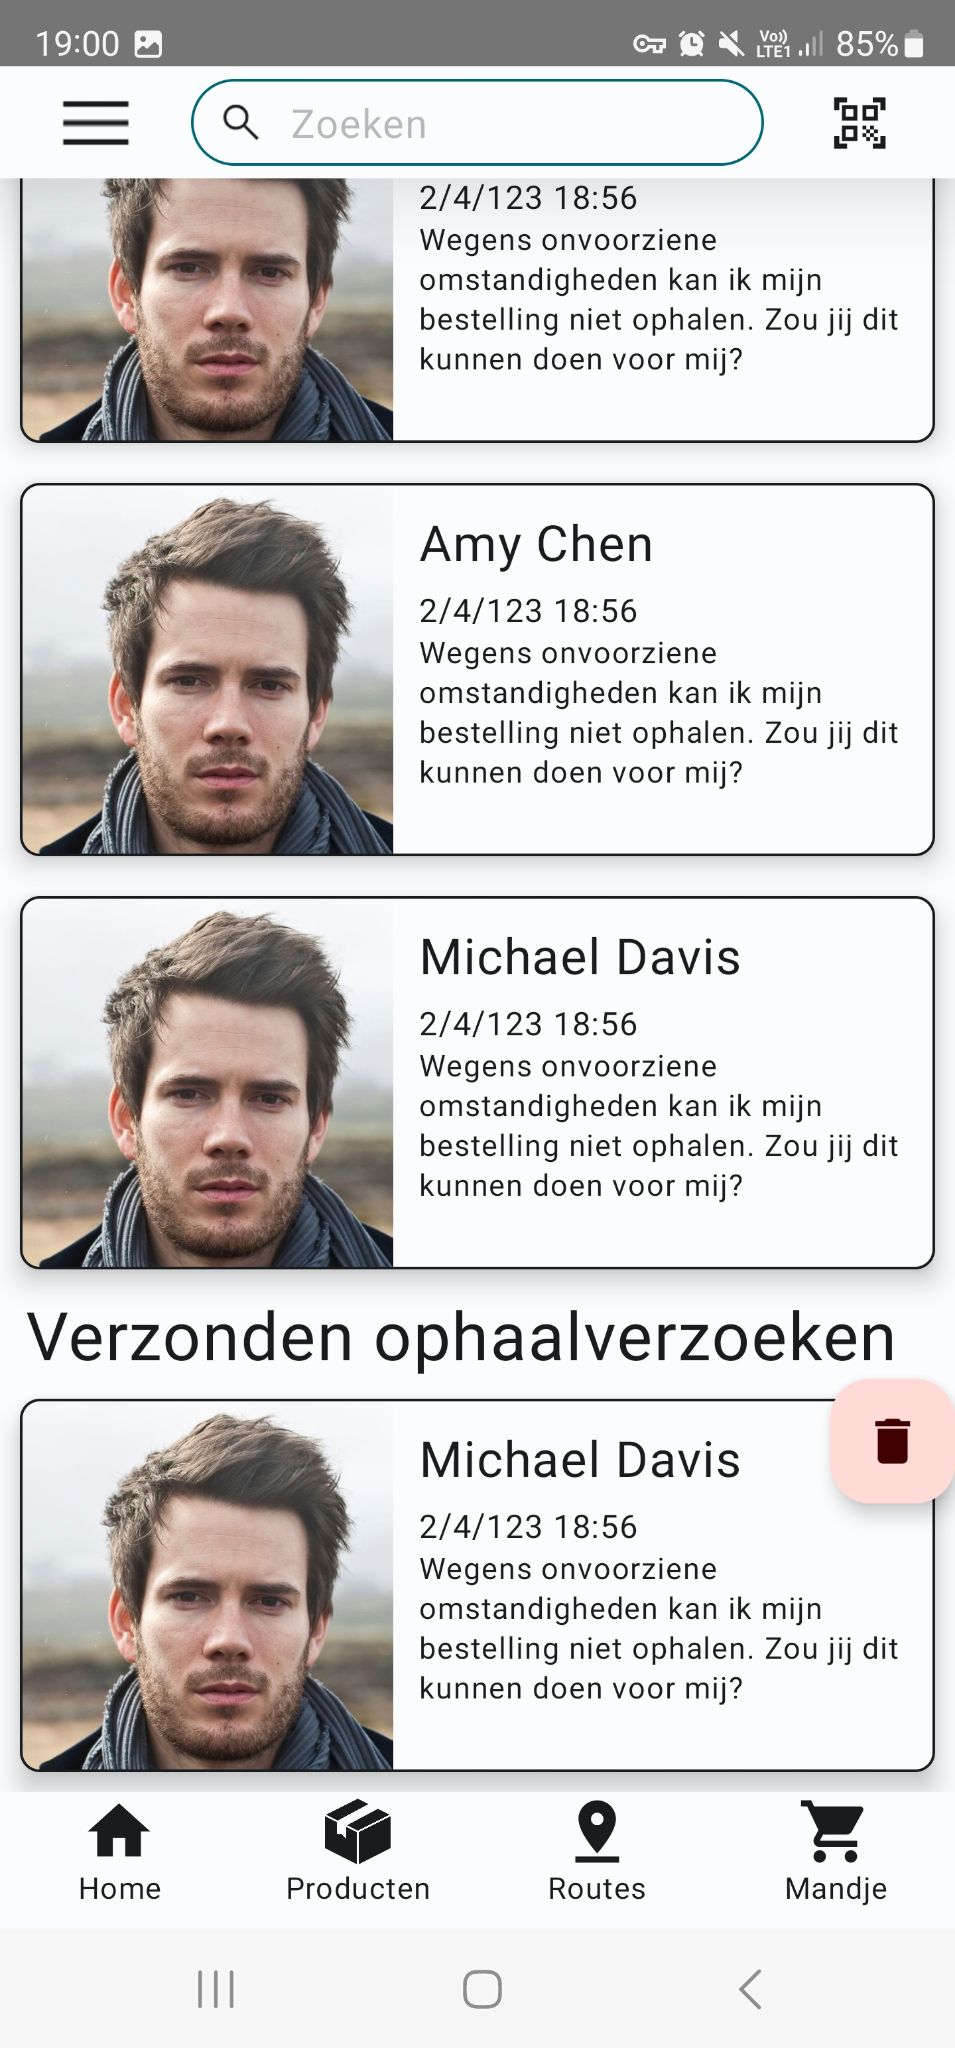 19:00
Vo))
LTE1
85%
Zoeken
2/4/123 18:56
Wegens onvoorziene
omstandigheden kan ik mijn
bestelling niet ophalen. Zou jij dit
kunnen doen voor mij?
Amy Chen
2/4/123 18:56
Wegens onvoorziene
omstandigheden kan ik mijn
bestelling niet ophalen. Zou jij dit
kunnen doen voor mij?
Michael Davis
2/4/123 18:56
Wegens onvoorziene
omstandigheden kan ik mijn
bestelling niet ophalen. Zou jij dit
kunnen doen voor mij?
Verzonden ophaalverzoeken
Michael Davis
2/4/123 18:56
Wegens onvoorziene
omstandigheden kan ik mijn
bestelling niet ophalen. Zou jij dit
kunnen doen voor mij?
Home
Producten
Routes
Mandje